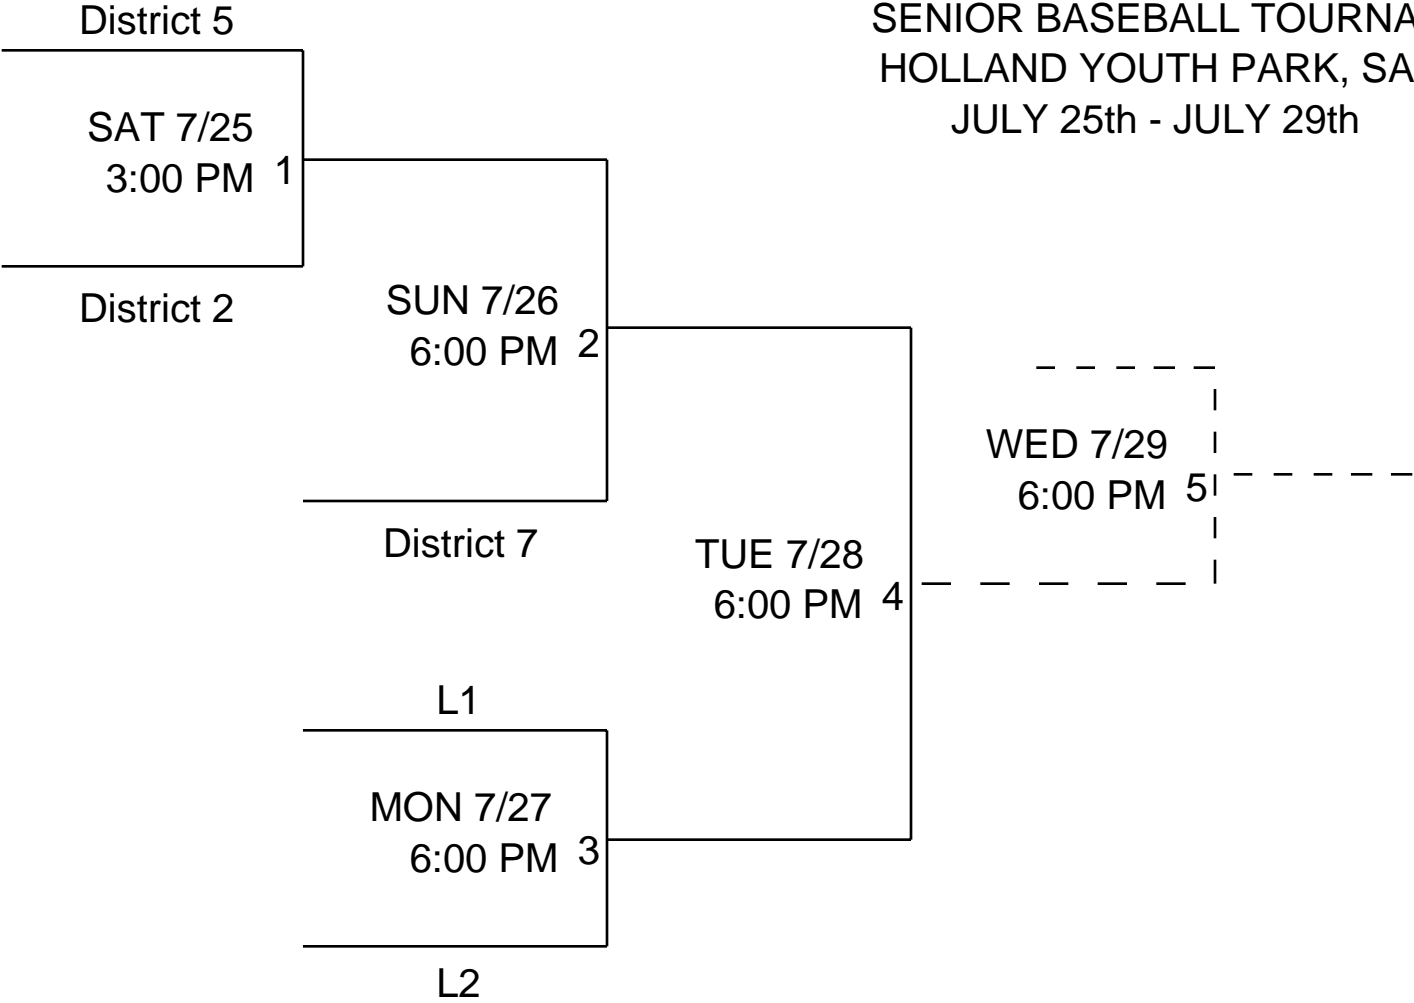 District 5
SENIOR BASEBALL TOURNA
HOLLAND YOUTH PARK, SA
JULY 25th - JULY 29th
SAT 7/25
3:00 PM 1
District 2
SUN 7/26
6:00 PM 2
District 7
WED 7/29
6:00 PM 5
TUE 7/28
6:00 PM 4
L1
MON 7/27
6:00 PM 3
L2